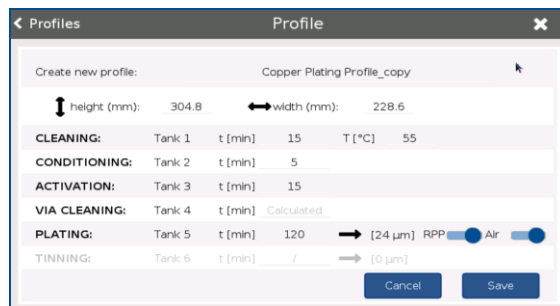 Profiles Profile
Create new profile: Copper Plating Profile_copy
height (mm): 304.8 width (mm): 228.6
CLEANING: Tank 1 t [min] 15 T [°C] 55
CONDITIONING: Tank 2 t [min] 5
ACTIVATION: Tank 3 t [min] 15
VIA CLEANING: Tank 4 t [min] Calculated
PLATING: Tank 5 t [min] 120 [24 µm] RPP Air
TINNING: Tank 6 t [min] / [0 µm]
Cancel Save